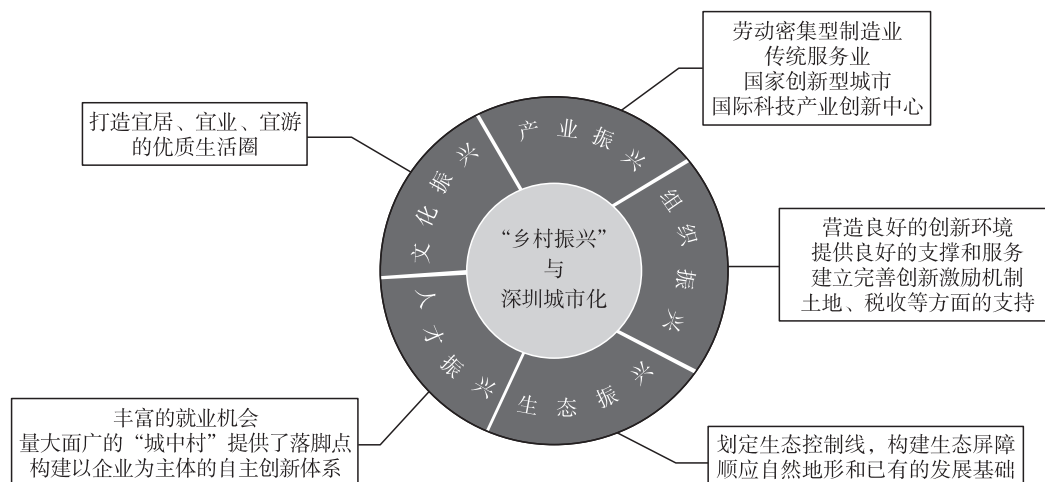 劳动密集型制造业
传统服务业
国家创新型城市
国际科技产业创新中心
打造宜居、宜业、宜游
的优质生活圈
产业振兴
文化振兴
组织振兴
“乡村振兴”
与
深圳城市化
营造良好的创新环境
提供良好的支撑和服务
建立完善创新激励机制
土地、税收等方面的支持
人才振兴
生态振兴
丰富的就业机会
量大面广的“城中村”提供了落脚点
构建以企业为主体的自主创新体系
划定生态控制线，构建生态屏障
顺应自然地形和已有的发展基础